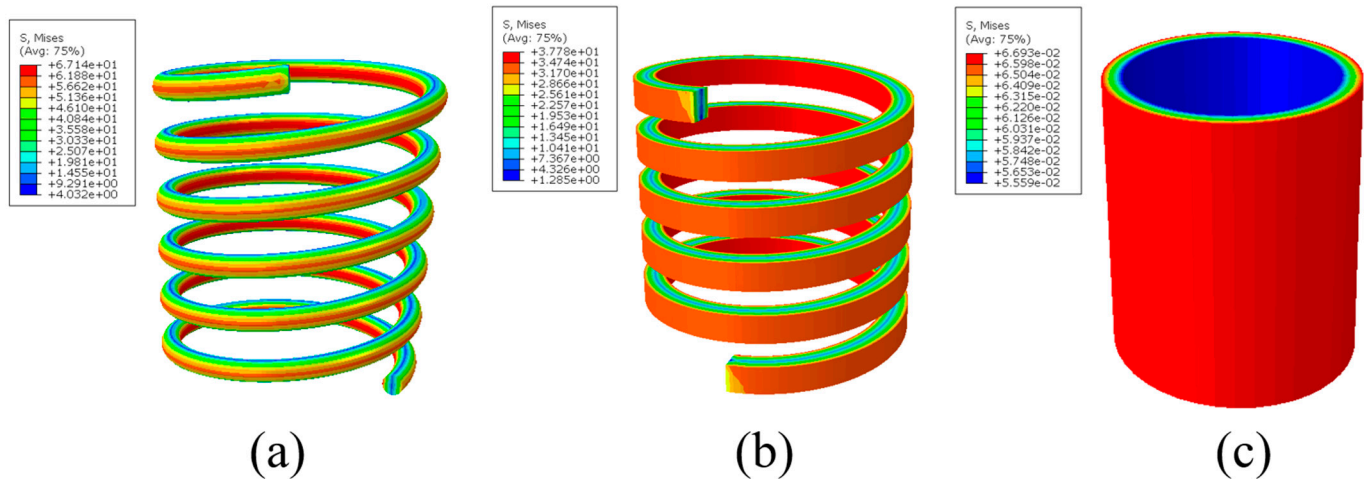 S, Mises
(Avg: 75%)
+6.714e+01
+6.188e+01
+5.662e+01
+5.136e+01
+4.610e+01
+4.084e+01
+3.558e+01
+3.033e+01
+2.507e+01
+1.981e+01
+1.455e+01
+9.291e+00
+4.032e+00
(a)
S, Mises
(Avg: 75%)
+3.778e+01
+3.474e+01
+3.170e+01
+2.866e+01
+2.561e+01
+2.257e+01
+1.953e+01
+1.649e+01
+1.345e+01
+1.041e+01
+7.367e+00
+4.326e+00
+1.285e+00
(b)
S, Mises
(Avg: 75%)
+6.693e-02
+6.598e-02
+6.504e-02
+6.409e-02
+6.315e-02
+6.220e-02
+6.126e-02
+6.031e-02
+5.937e-02
+5.842e-02
+5.748e-02
+5.653e-02
+5.559e-02
(c)